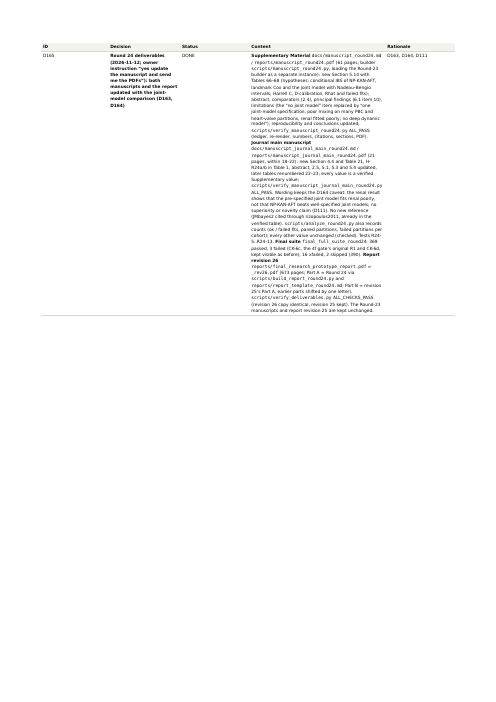 ID Decision Status Content Rationale
D165 Round 24 deliverables DONE Supplementary Material docs/manuscript_round24.md D163, D164, D111
(2026-11-12; owner / reports/manuscript_round24.pdf (61 pages; builder
instruction "yes update scripts/manuscript_round24.py, loading the Round-23
the manuscript and send builder as a separate instance): new Section 5.14 with
me the PDFs"): both Tables 56–68 (hypotheses; conditional IBS of NP-KAN-AFT,
manuscripts and the report landmark Cox and the joint model with Nadeau-Bengio
updated with the joint- intervals; Harrell C, D-calibration, Rhat and failed fits);
model comparison (D163, abstract, comparators (2.4), principal findings (6.1 item 10),
D164) limitations (the "no joint model" item replaced by "one
joint-model specification, poor mixing on many PBC and
heart-valve partitions, renal fitted poorly; no deep dynamic
model"), reproducibility and conclusions updated;
scripts/verify_manuscript_round24.py ALL_PASS
(ledger, re-render, numbers, citations, sections, PDF).
Journal main manuscript
docs/manuscript_journal_main_round24.md /
reports/manuscript_journal_main_round24.pdf (21
pages, within 18–22): new Section 4.4 and Table 21, H-
R24a/b in Table 1, abstract, 2.5, 5.1, 5.3 and 5.4 updated,
later tables renumbered 22–23; every value is a verified
Supplementary value;
scripts/verify_manuscript_journal_main_round24.py
ALL_PASS. Wording keeps the D164 caveat: the renal result
shows that the pre-specified joint model fits renal poorly,
not that NP-KAN-AFT beats well-specified joint models; no
superiority or novelty claim (D111). No new reference
(JMbayes2 cited through rizopoulos2011, already in the
verified table). scripts/analyze_round24.py also records
counts (ok / failed fits, paired partitions, failed partitions per
cohort); every other value unchanged (checked). Tests R24-
5..R24-13. Final suite final_full_suite_round24: 369
passed, 3 failed (CK-6c, the 4f gate's original R1 and CH-6c,
kept visible as before), 16 xfailed, 2 skipped (390). Report
revision 26
reports/final_research_prototype_report.pdf =
_rev26.pdf (673 pages; Part A = Round 24 via
scripts/build_report_round24.py and
reports/report_template_round24.md; Part B = revision
25's Part A; earlier parts shifted by one letter).
scripts/verify_deliverables.py ALL_CHECKS_PASS
(revision 26 copy identical, revision 25 kept). The Round-23
manuscripts and report revision 25 are kept unchanged.